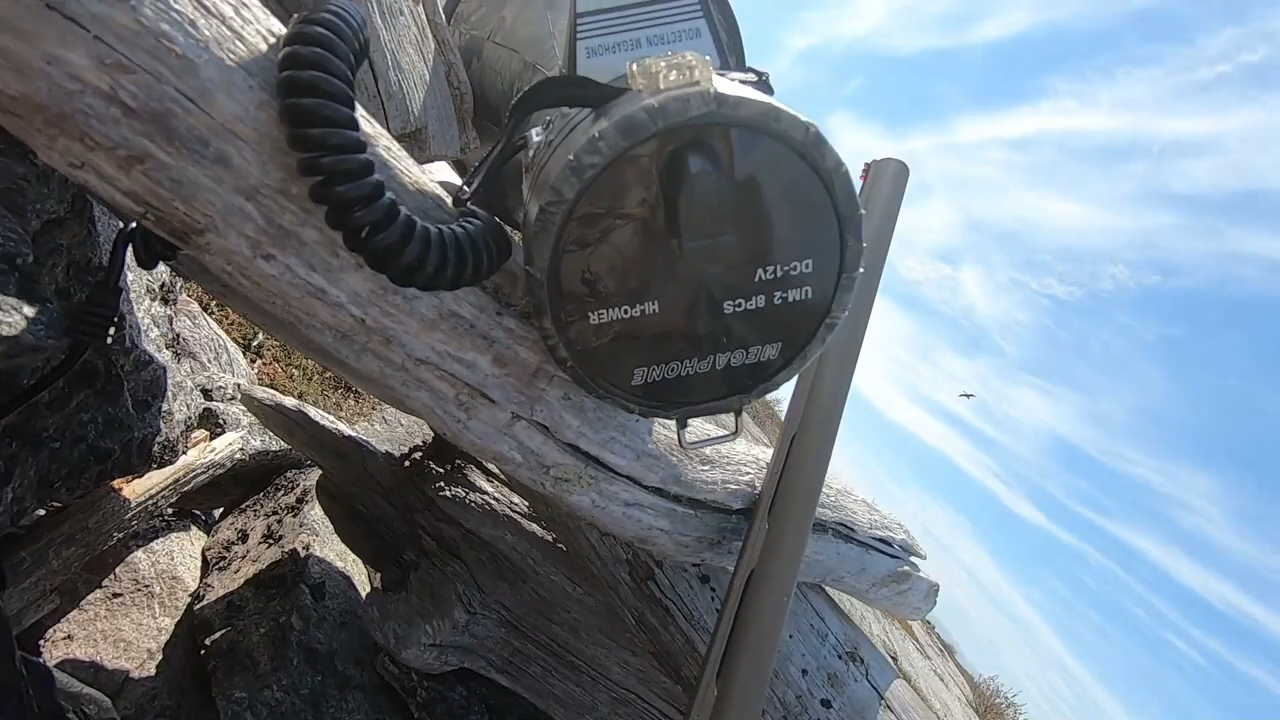 MOLECTRON MEGAPHONE
MEGAPHONE
UM-2 8PCS
HI-POWER
DC-12V